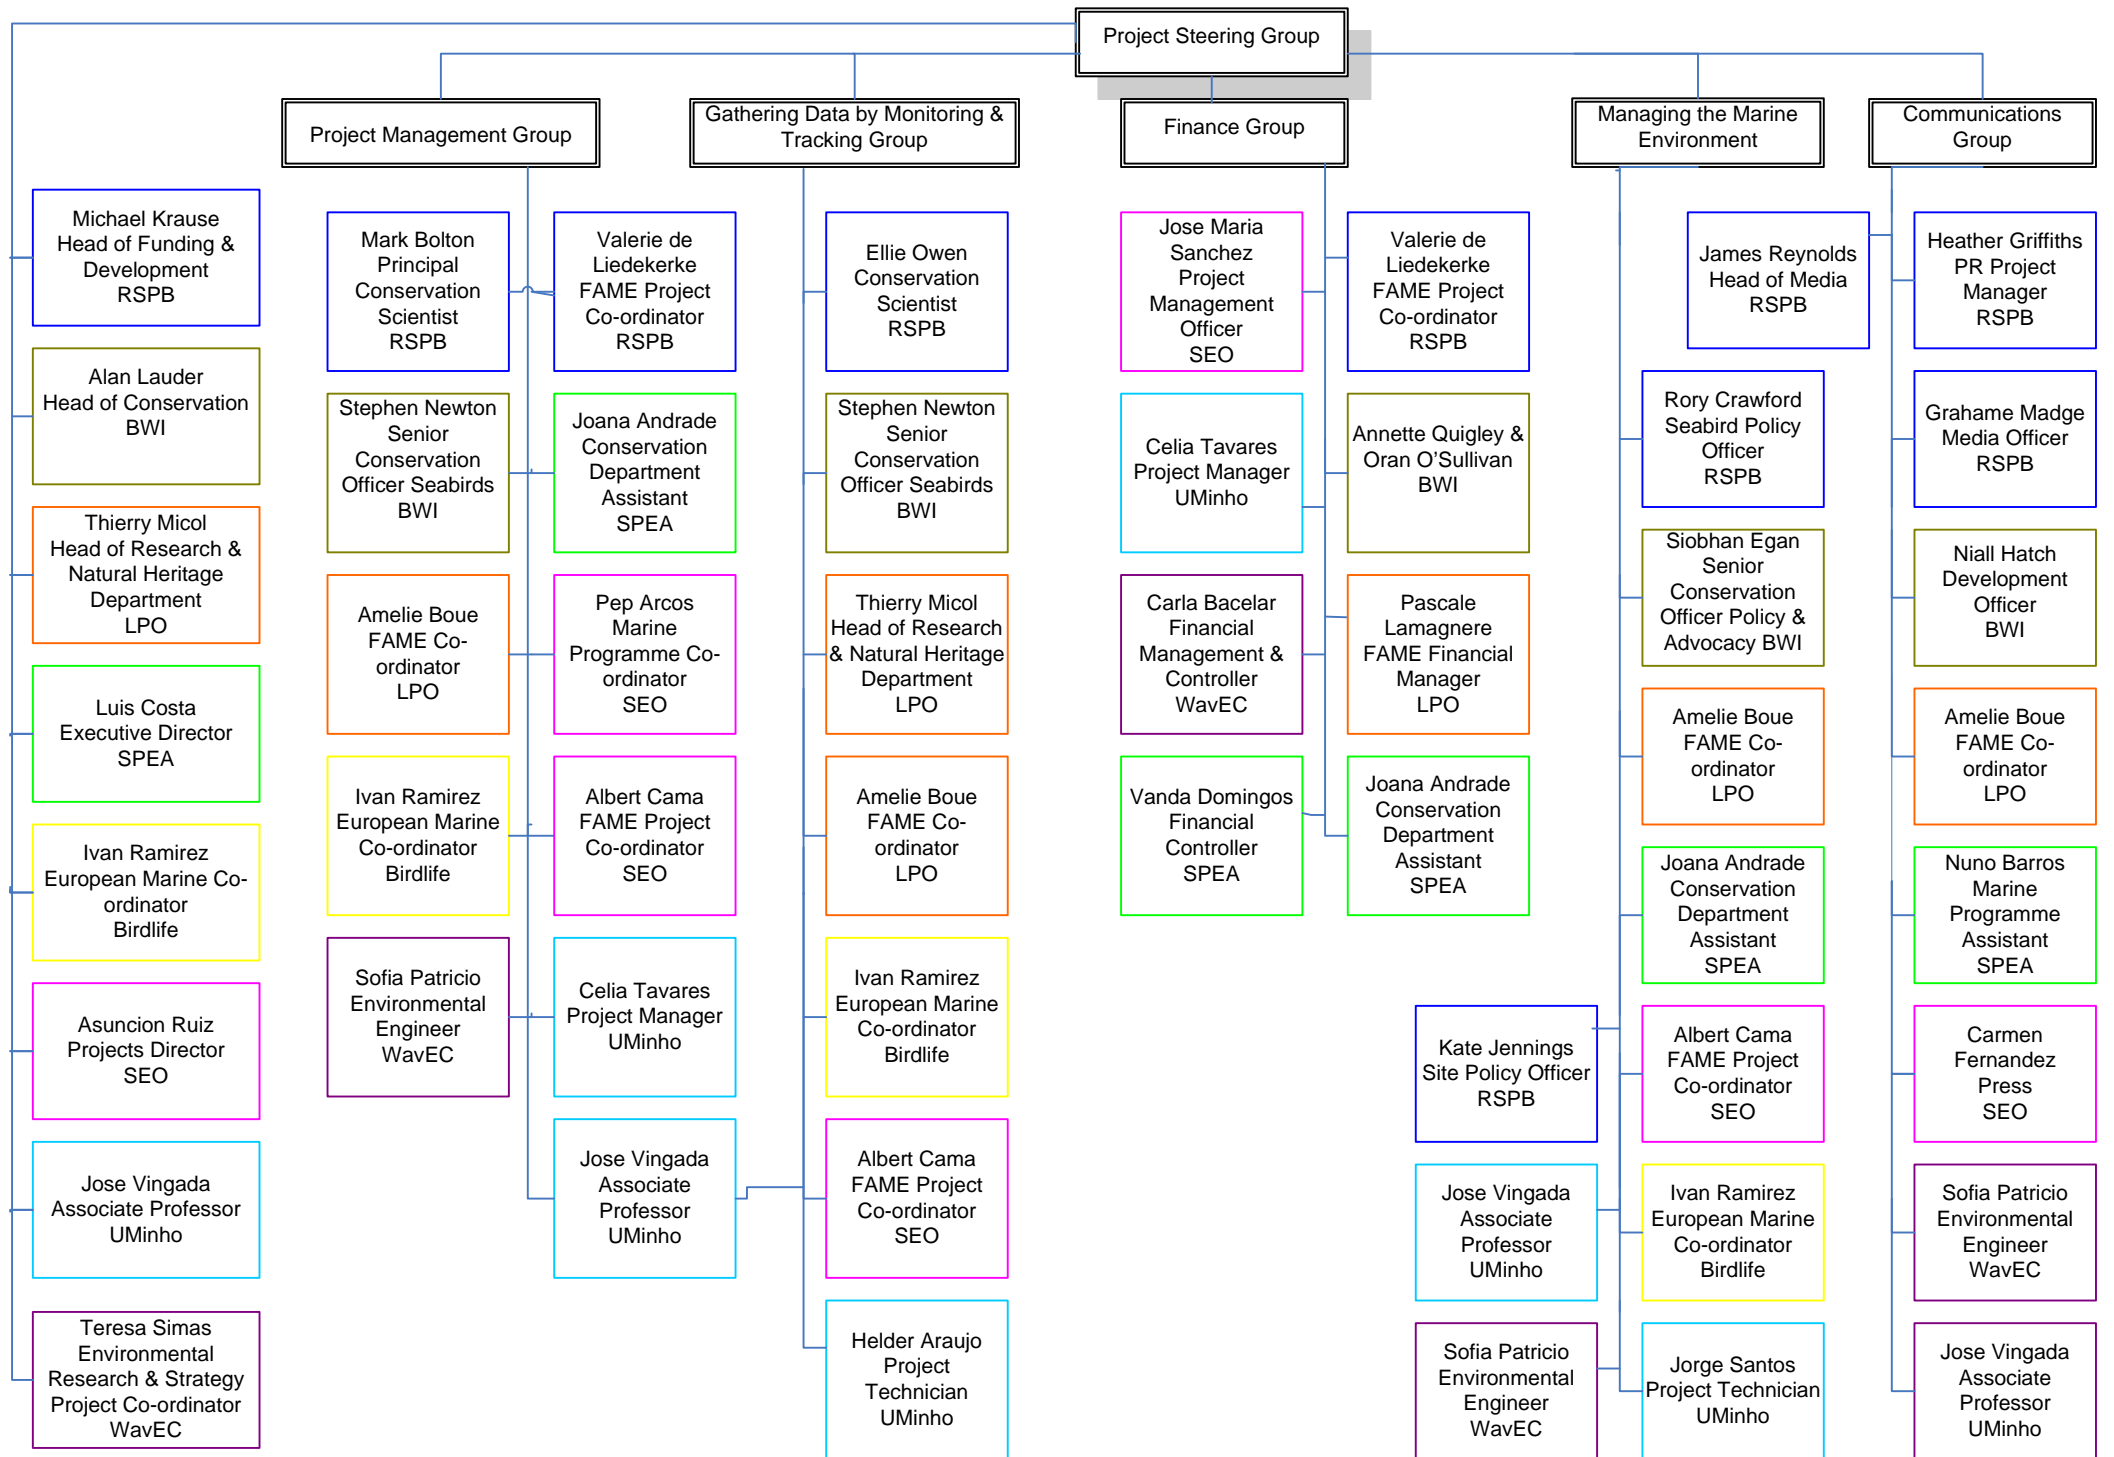 Project Steering Group
Project Management Group
Gathering Data by Monitoring &
Tracking Group
Finance Group
Managing the Marine
Environment
Communications
Group
Michael Krause
Head of Funding &
Development
RSPB
Alan Lauder
Head of Conservation
BWI
Thierry Micol
Head of Research &
Natural Heritage
Department
LPO
Luis Costa
Executive Director
SPEA
Ivan Ramirez
European Marine Co-
ordinator
Birdlife
Asuncion Ruiz
Projects Director
SEO
Jose Vingada
Associate Professor
UMinho
Teresa Simas
Environmental
Research & Strategy
Project Co-ordinator
WavEC
Mark Bolton
Principal
Conservation
Scientist
RSPB
Valerie de
Liedekerke
FAME Project
Co-ordinator
RSPB
Stephen Newton
Senior
Conservation
Officer Seabirds
BWI
Joana Andrade
Conservation
Department
Assistant
SPEA
Amelie Boue
FAME Co-
ordinator
LPO
Pep Arcos
Marine
Programme Co-
ordinator
SEO
Ivan Ramirez
European Marine
Co-ordinator
Birdlife
Albert Cama
FAME Project
Co-ordinator
SEO
Sofia Patricio
Environmental
Engineer
WavEC
Celia Tavares
Project Manager
UMinho
Jose Vingada
Associate
Professor
UMinho
Ellie Owen
Conservation
Scientist
RSPB
Stephen Newton
Senior
Conservation
Officer Seabirds
BWI
Thierry Micol
Head of Research
& Natural Heritage
Department
LPO
Amelie Boue
FAME Co-
ordinator
LPO
Ivan Ramirez
European Marine
Co-ordinator
Birdlife
Albert Cama
FAME Project
Co-ordinator
SEO
Helder Araujo
Project
Technician
UMinho
Jose Maria
Sanchez
Project
Management
Officer
SEO
Valerie de
Liedekerke
FAME Project
Co-ordinator
RSPB
Celia Tavares
Project Manager
UMinho
Annette Quigley &
Oran O'Sullivan
BWI
Carla Bacelar
Financial
Management &
Controller
WavEC
Pascale
Lamagnere
FAME Financial
Manager
LPO
Vanda Domingos
Financial
Controller
SPEA
Joana Andrade
Conservation
Department
Assistant
SPEA
Rory Crawford
Seabird Policy
Officer
RSPB
Siobhan Egan
Senior
Conservation
Officer Policy &
Advocacy BWI
Amelie Boue
FAME Co-
ordinator
LPO
Joana Andrade
Conservation
Department
Assistant
SPEA
Kate Jennings
Site Policy Officer
RSPB
Albert Cama
FAME Project
Co-ordinator
SEO
Jose Vingada
Associate
Professor
UMinho
Ivan Ramirez
European Marine
Co-ordinator
Birdlife
Sofia Patricio
Environmental
Engineer
WavEC
Jorge Santos
Project Technician
UMinho
James Reynolds
Head of Media
RSPB
Heather Griffiths
PR Project
Manager
RSPB
Grahame Madge
Media Officer
RSPB
Niall Hatch
Development
Officer
BWI
Amelie Boue
FAME Co-
ordinator
LPO
Nuno Barros
Marine
Programme
Assistant
SPEA
Carmen
Fernandez
Press
SEO
Sofia Patricio
Environmental
Engineer
WavEC
Jose Vingada
Associate
Professor
UMinho